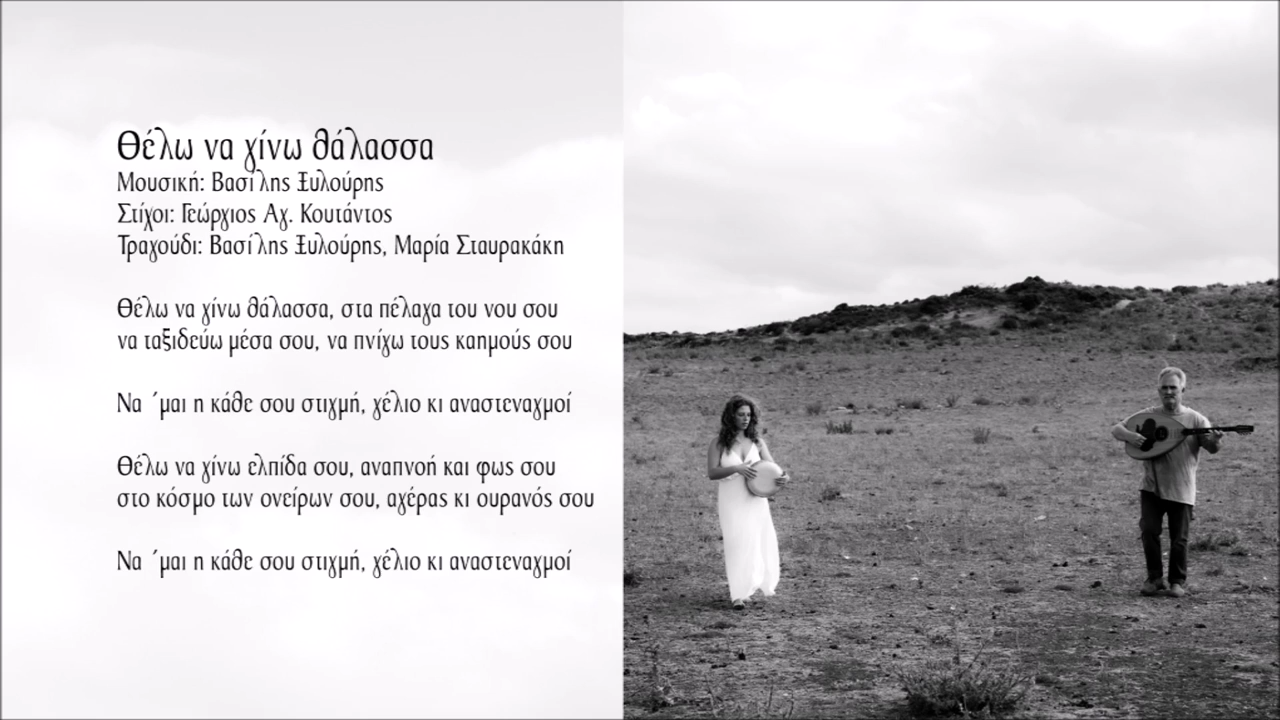 Θέλω να γίνω θάλασσα
Μουσική: Βασίλης Ξυλούρης
Στίχοι: Γεώργιος Αγ. Κουτάντος
Τραγούδι: Βασίλης Ξυλούρης, Μαρία Σταυρακάκη
Θέλω να γίνω θάλασσα, στα πέλαγα του νου σου
να ταξιδεύω μέσα σου, να πνίγω τους καημούς σου
Να ΄μαι η κάθε σου στιγμή, γέλιο κι αναστεναγμοί
Θέλω να γίνω ελπίδα σου, αναπνοή και φως σου
στο κόσμο των ονείρων σου, αγέρας κι ουρανός σου
Να ΄μαι η κάθε σου στιγμή, γέλιο κι αναστεναγμοί